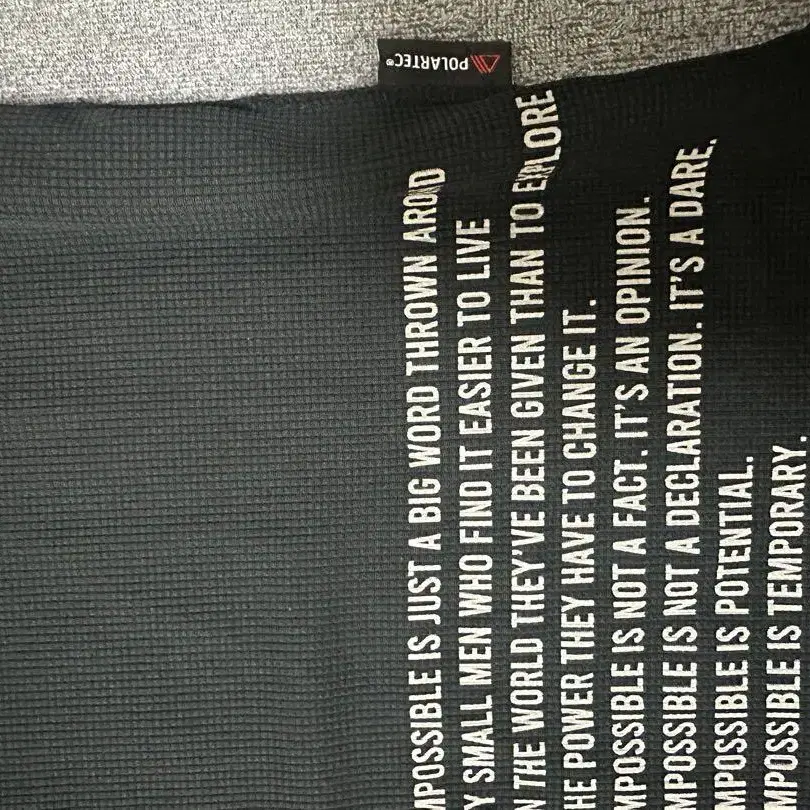 POLARTEC®
MPOSSIBLE IS JUST A BIG WORD THROWN AROUND
Y SMALL MEN WHO FIND IT EASIER TO LIVE
N THE WORLD THEY'VE BEEN GIVEN THAN TO EXPLORE
HE POWER THEY HAVE TO CHANGE IT.
MPOSSIBLE IS NOT A FACT. IT'S AN OPINION.
MPOSSIBLE IS NOT A DECLARATION. IT'S A DARE.
MPOSSIBLE IS POTENTIAL.
MPOSSIBLE IS TEMPORARY.